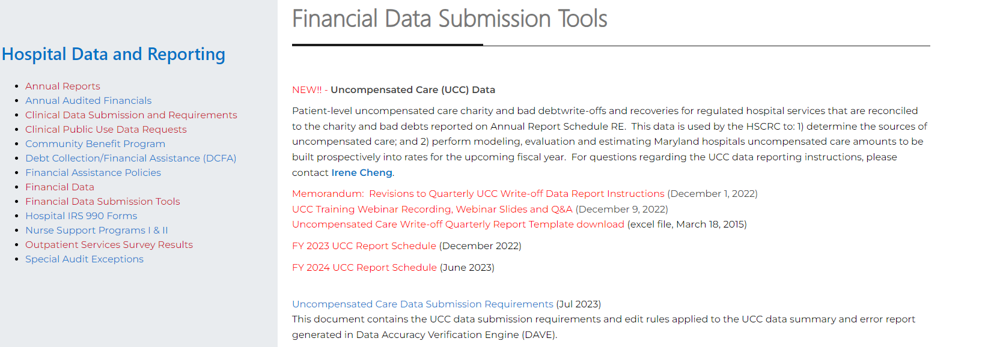 Financial Data Submission Tools
Hospital Data and Reporting
Annual Reports
Annual Audited Financials
Clinical Data Submission and Requirements
Clinical Public Use Data Requests
Community Benefit Program
Debt Collection/Financial Assistance (DCFA)
Financial Assistance Policies
Financial Data
Financial Data Submission Tools
Hospital IRS 990 Forms
Nurse Support Programs I & II
Outpatient Services Survey Results
Special Audit Exceptions
NEW!! - Uncompensated Care (UCC) Data
Patient-level uncompensated care charity and bad debtwrite-offs and recoveries for regulated hospital services that are reconciled
to the charity and bad debts reported on Annual Report Schedule RE.  This data is used by the HSCRC to: 1) determine the sources of
uncompensated care; and 2) perform modeling, evaluation and estimating Maryland hospitals uncompensated care amounts to be
built prospectively into rates for the upcoming fiscal year.  For questions regarding the UCC data reporting instructions, please
contact Irene Cheng.
Memorandum:  Revisions to Quarterly UCC Write-off Data Report Instructions (December 1, 2022)
UCC Training Webinar Recording, Webinar Slides and Q&A (December 9, 2022)
Uncompensated Care Write-off Quarterly Report Template download (excel file, March 18, 2015)
FY 2023 UCC Report Schedule (December 2022)
FY 2024 UCC Report Schedule (June 2023)
Uncompensated Care Data Submission Requirements (Jul 2023)
This document contains the UCC data submission requirements and edit rules applied to the UCC data summary and error report
generated in Data Accuracy Verification Engine (DAVE).